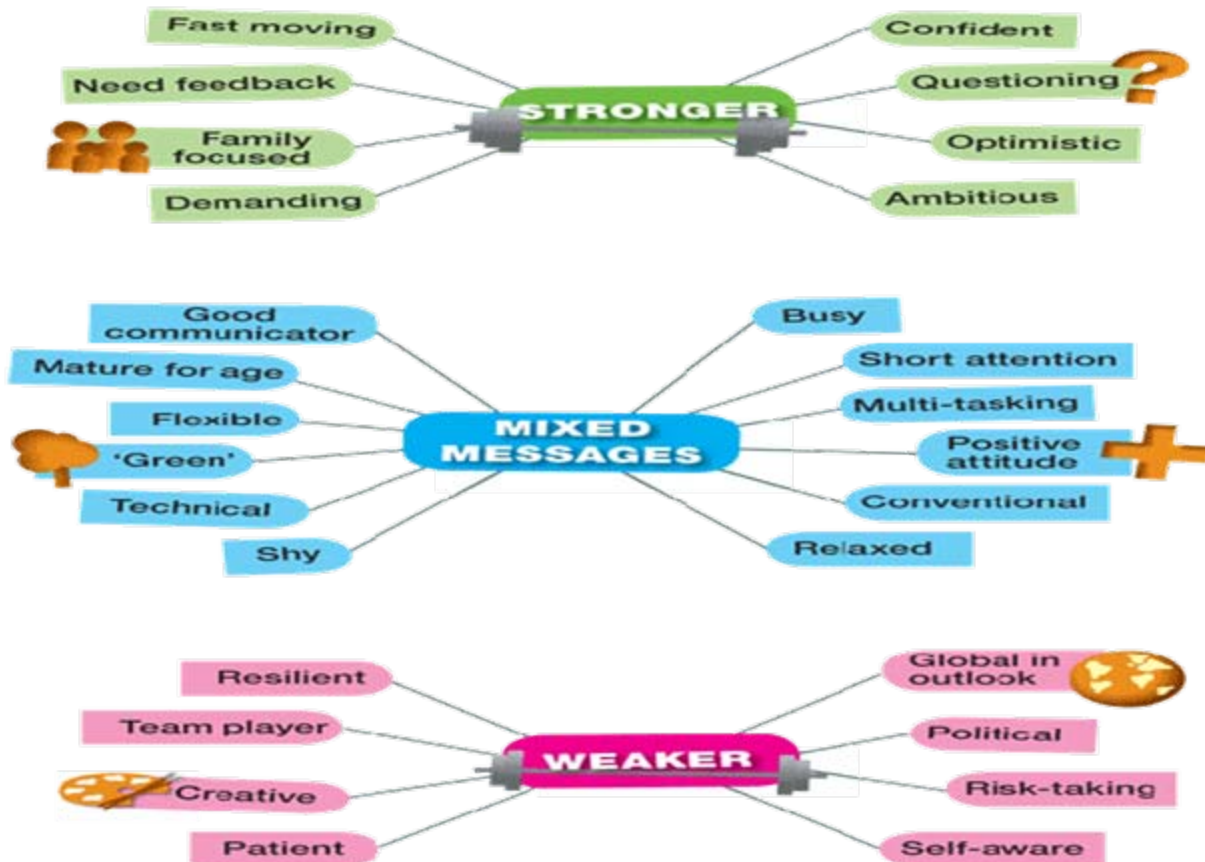 Fast moving
Need feedback
Family
focused
Demanding
STRONGER
Confident
Questioning
Optimistic
Ambitious
Good
communicator
Mature for age
Flexible
'Green'
Technical
Shy
MIXED
MESSAGES
Busy
Short attention
Multi-tasking
Positive
attitude
Conventional
Relaxed
Resilient
Team player
Creative
Patient
WEAKER
Global in
outlook
Political
Risk-taking
Self-aware